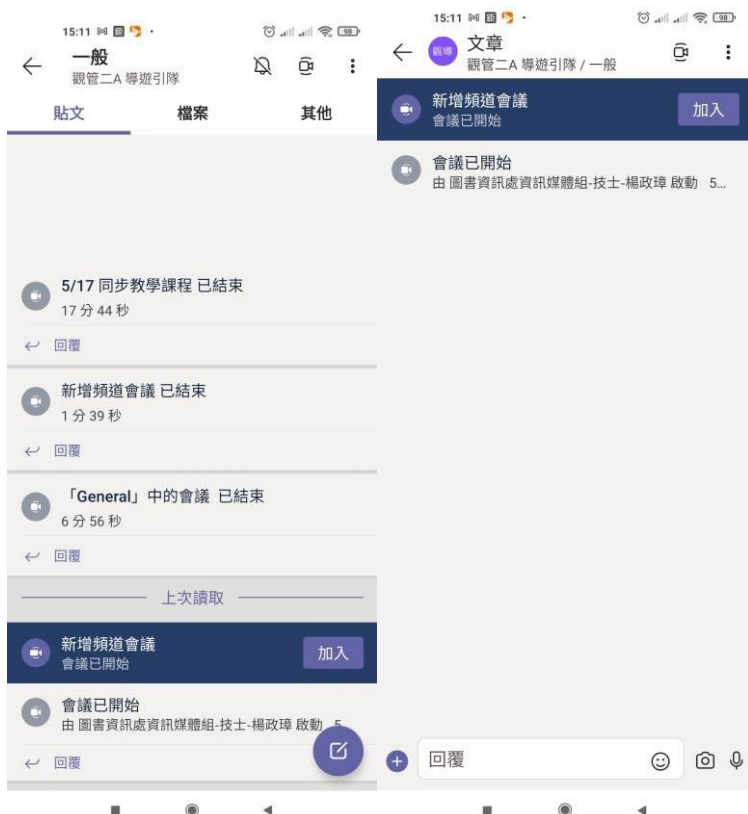 15:11
98
一般
觀管二A 導遊引隊
貼文 檔案 其他
5/17 同步教學課程 已結束
17 分 44 秒
回覆
新增頻道會議 已結束
1 分 39 秒
回覆
「General」中的會議 已結束
6 分 56 秒
回覆
上次讀取
新增頻道會議
會議已開始
加入
會議已開始
由 圖書資訊處資訊媒體組-技士-楊政璋 啟動 5
回覆
15:11
98
觀導
文章
觀管二A 導遊引隊 / 一般
新增頻道會議
會議已開始
加入
會議已開始
由 圖書資訊處資訊媒體組-技士-楊政璋 啟動 5...
回覆